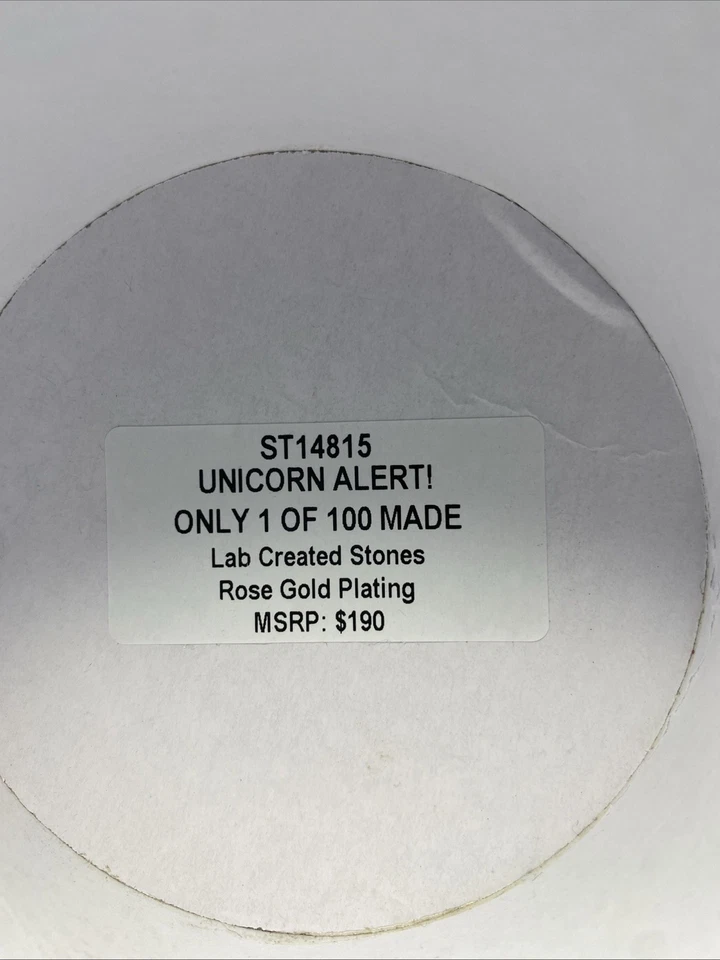 ST14815
UNICORN ALERT!
ONLY 1 OF 100 MADE
Lab Created Stones
Rose Gold Plating
MSRP: $190